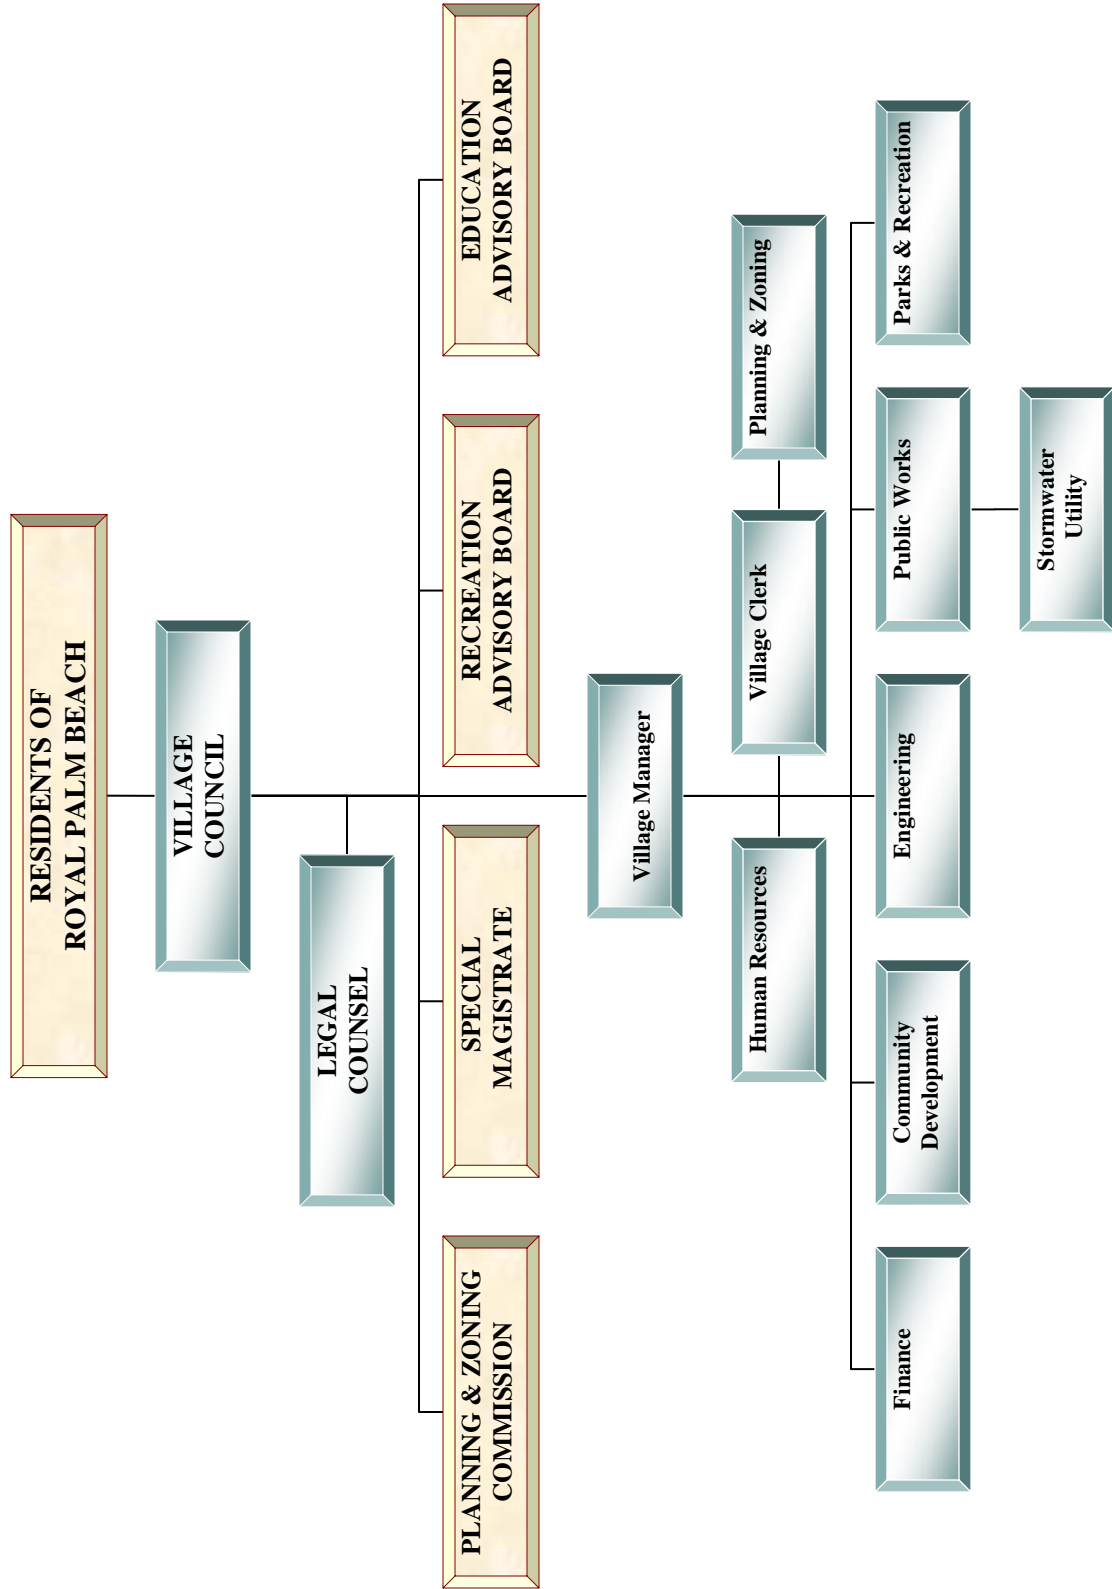 RESIDENTS OF
ROYAL PALM BEACH
VILLAGE
COUNCIL
LEGAL
COUNSEL
PLANNING & ZONING
COMMISSION
SPECIAL
MAGISTRATE
RECREATION
ADVISORY BOARD
EDUCATION
ADVISORY BOARD
Village Manager
Human Resources
Village Clerk
Planning & Zoning
Finance
Community
Development
Engineering
Public Works
Parks & Recreation
Stormwater
Utility